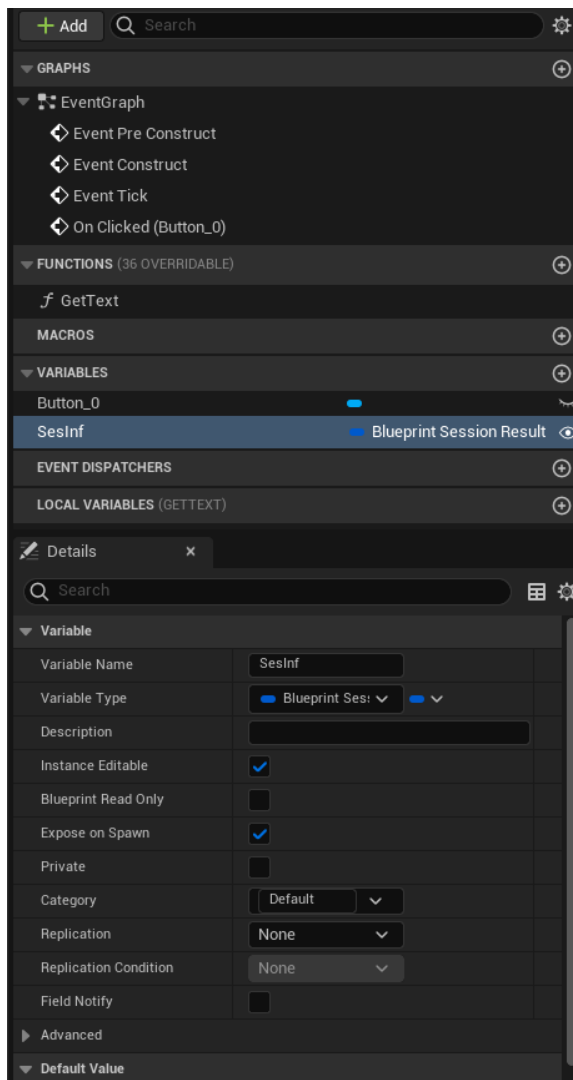 + Add Search
GRAPHS
EventGraph
Event Pre Construct
Event Construct
Event Tick
On Clicked (Button_0)
FUNCTIONS (36 OVERRIDABLE)
f GetText
MACROS
VARIABLES
Button_0
SesInf Blueprint Session Result
EVENT DISPATCHERS
LOCAL VARIABLES (GETTEXT)
Details
Search
Variable
Variable Name SesInf
Variable Type Blueprint Ses
Description
Instance Editable
Blueprint Read Only
Expose on Spawn
Private
Category Default
Replication None
Replication Condition None
Field Notify
Advanced
Default Value